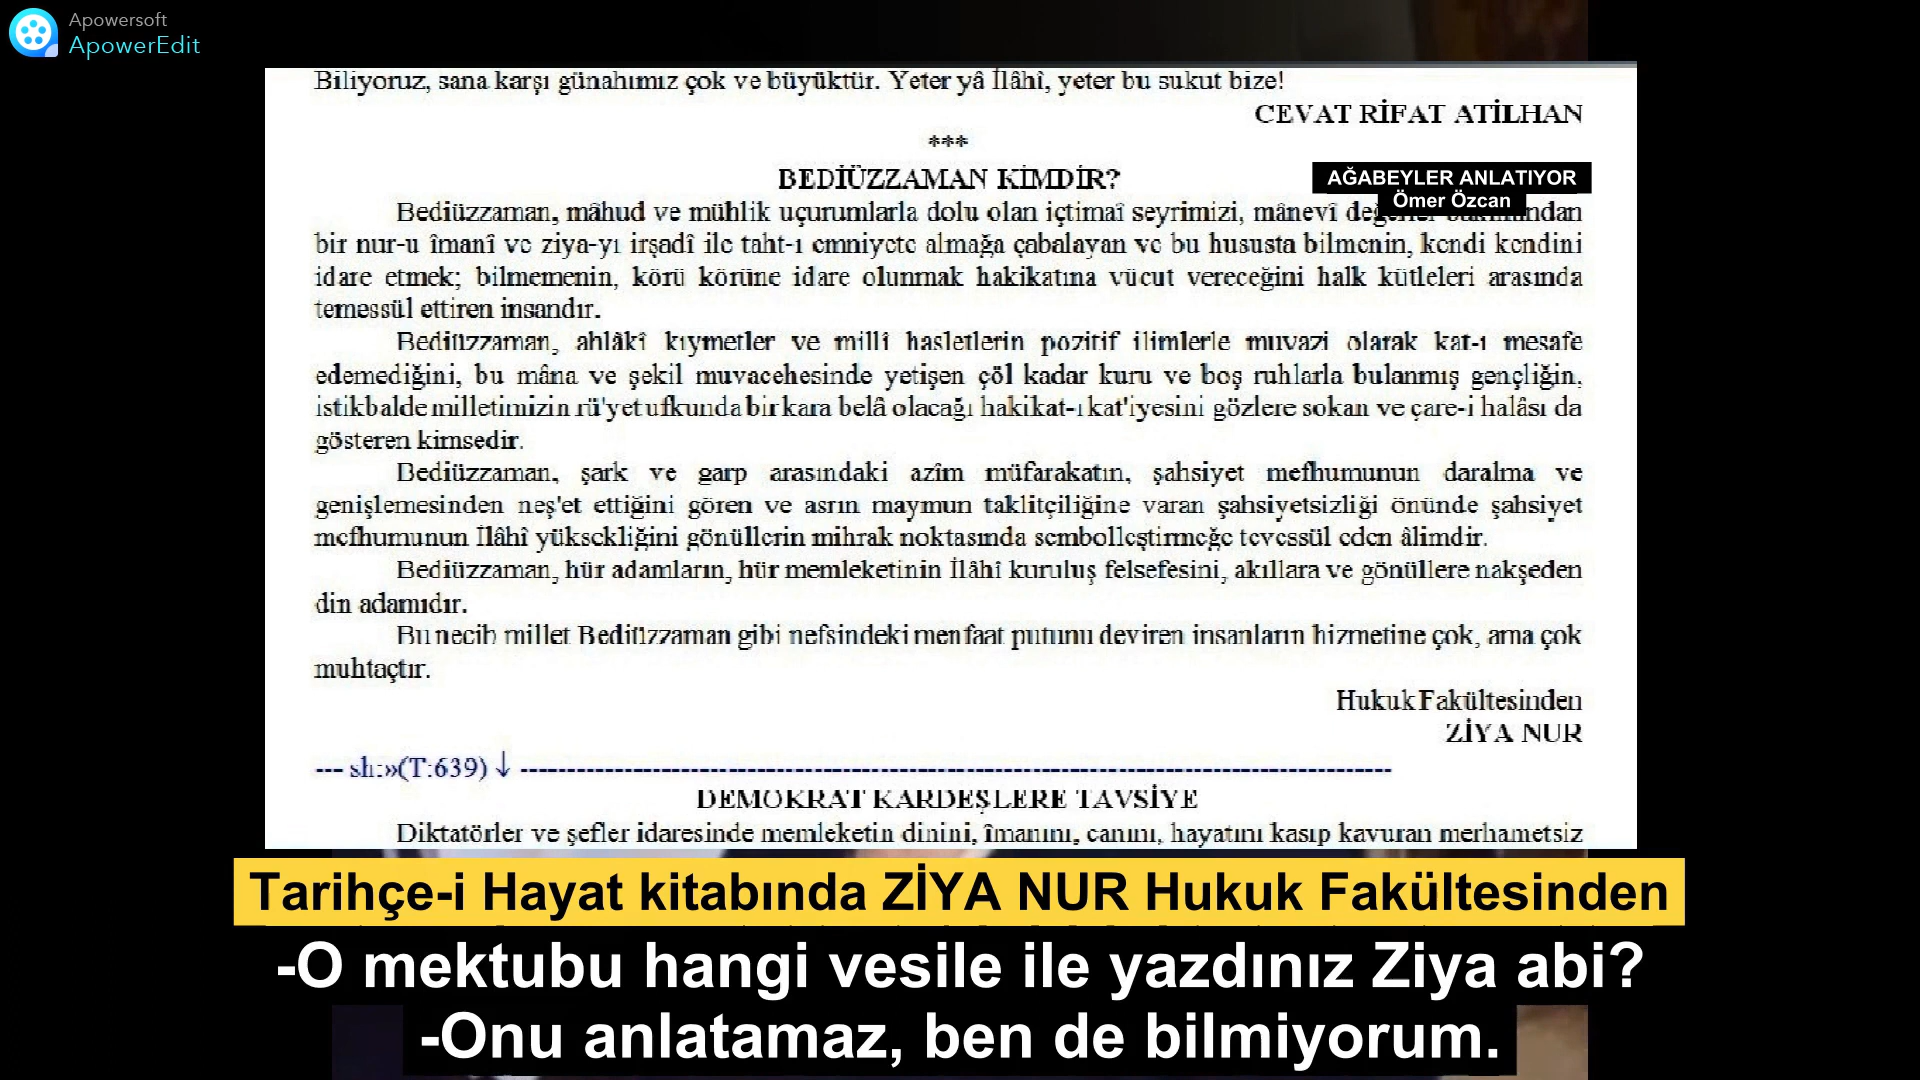 Apowersoft
ApowerEdit
Biliyoruz, sana karşı günahımız çok ve büyüktür. Yeter yâ İlâhî, yeter bu sukut bize!
CEVAT RİFAT ATİLHAN
***
BEDİÜZZAMAN KİMDİR?
AĞABEYLER ANLATIYOR
Ömer Özcan
Bediüzzaman, mâhud ve mühlik uçurumlarla dolu olan içtimaî seyrimizi, mânevî
bir nur-u îmanî ve ziya-yı irşadî ile taht-ı emniyete almağa çabalayan ve bu hususta bilmenin, kendi kendini
idare etmek; bilmemenin, körü körüne idare olunmak hakikatına vücut vereceğini halk kütleleri arasında
temessül ettiren insandır.
Bediüzzaman, ahlâkî kıymetler ve millî hasletlerin pozitif ilimlerle muvazi olarak kat-ı mesafe
edemediğini, bu mâna ve şekil muvacehesinde yetişen çöl kadar kuru ve boş ruhlarla bulanmış gençliğin,
istikbalde milletimizin rü'yet ufkunda bir kara belâ olacağı hakikat-ı kat'iyesini gözlere sokan ve çare-i halâsı da
gösteren kimsedir.
Bediüzzaman, şark ve garp arasındaki azîm müfarakatın, şahsiyet mefhumunun daralma ve
genişlemesinden neş'et ettiğini gören ve asrın maymun taklitçiliğine varan şahsiyetsizliği önünde şahsiyet
mefhumunun İlâhî yüksekliğini gönüllerin mihrak noktasında sembolleştirmeğe tevessül eden âlimdir.
Bediüzzaman, hür adamların, hür memleketinin İlâhî kuruluş felsefesini, akıllara ve gönüllere nakşeden
din adamıdır.
Bu necib millet Bediüzzaman gibi nefsindeki menfaat putunu deviren insanların hizmetine çok, ama çok
muhtaçtır.
Hukuk Fakültesinden
ZİYA NUR
--- sh:»(T:639) ↓ ---------------------------------------------------------------------------------------------
DEMOKRAT KARDEŞLERE TAVSİYE
Diktatörler ve şefler idaresinde memleketin dinini, îmanını, canını, hayatını kasıp kavuran merhametsiz
Tarihçe-i Hayat kitabında ZİYA NUR Hukuk Fakültesinden
-O mektubu hangi vesile ile yazdınız Ziya abi?
-Onu anlatamaz, ben de bilmiyorum.